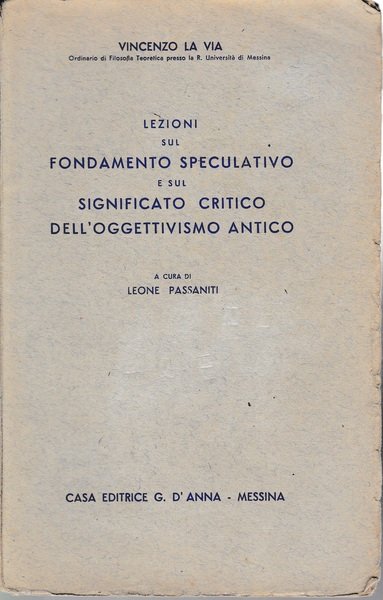 VINCENZO LA VIA
Ordinario di Filosofia Teoretica presso la R. Università di Messina
LEZIONI
SUL
FONDAMENTO SPECULATIVO
E SUL
SIGNIFICATO CRITICO
DELL'OGGETTIVISMO ANTICO
A CURA DI
LEONE PASSANITI
CASA EDITRICE G. D'ANNA - MESSINA